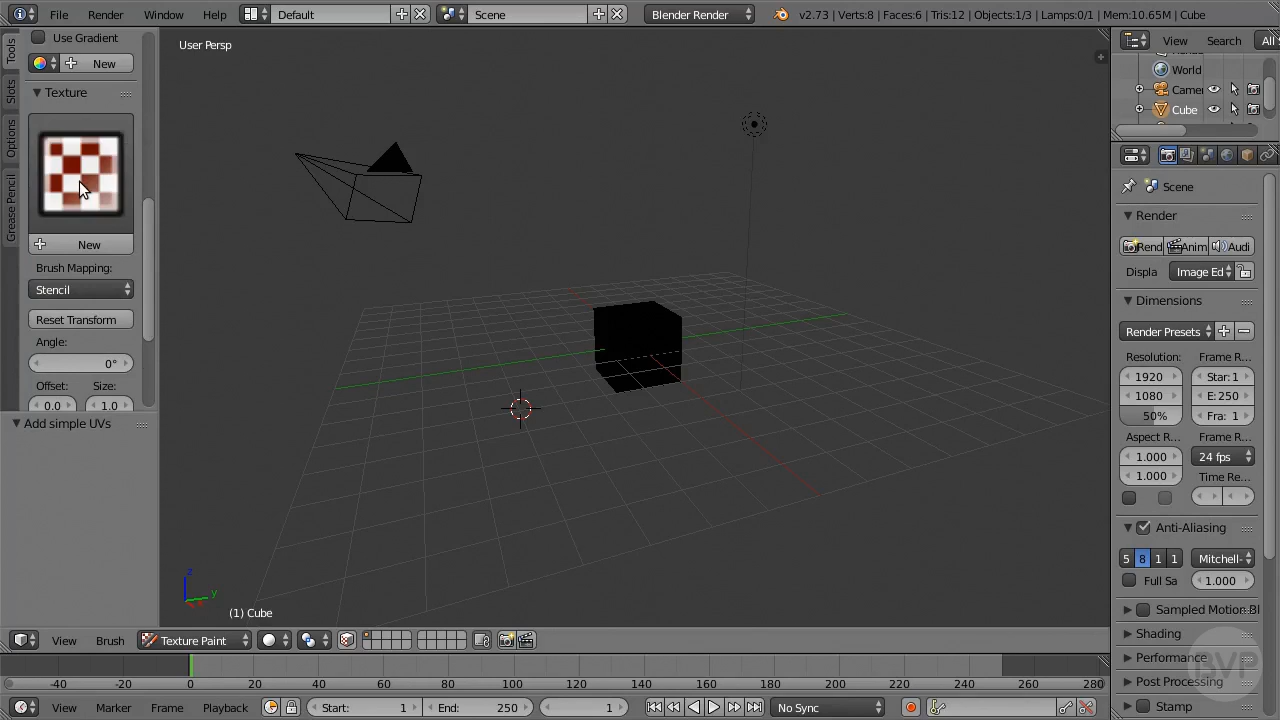 File Render Window Help Default Scene Blender Render v2.73 | Verts:8 | Faces:6 | Tris:12 | Objects:1/3 | Lamps:0/1 | Mem:10.65M | Cube
Use Gradient
New
Texture
New
Brush Mapping:
Stencil
Reset Transform
Angle:
0°
Offset: Size:
0.0 1.0
Add simple UVs
Tools
Slots
Options
Grease Pencil
User Persp
z
y
(1) Cube
View Brush Texture Paint
View Search All S
World
Camer
Cube
Scene
Render
Rend Anim Audi
Displa Image Ed
Dimensions
Render Presets
Resolution: Frame R...
1920 Star: 1
1080 E: 250
50% Fra: 1
Aspect R... Frame R...
1.000 24 fps
1.000 Time Re...
Anti-Aliasing
5 8 1 1 Mitchell-
Full Sa 1.000
Sampled Motion Bl
Shading
Performance
Post Processing
Stamp
BVP
-40 -20 0 20 40 60 80 100 120 140 160 180 200 220 240 260 280
View Marker Frame Playback Start: 1 End: 250 1 No Sync